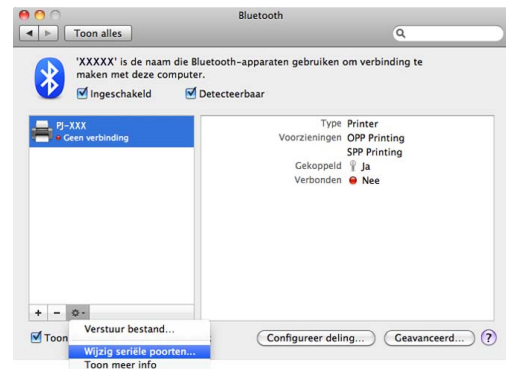 Bluetooth
Toon alles
'XXXXX' is de naam die Bluetooth-apparaten gebruiken om verbinding te
maken met deze computer.
Ingeschakeld
Detecteerbaar
PJ-XXX
Geen verbinding
Type Printer
Voorzieningen OPP Printing
SPP Printing
Gekoppeld Ja
Verbonden Nee
+ -
Verstuur bestand...
Toon
Configureer deling...
Geavanceerd...
?
Wijzig seriële poorten...
Toon meer info